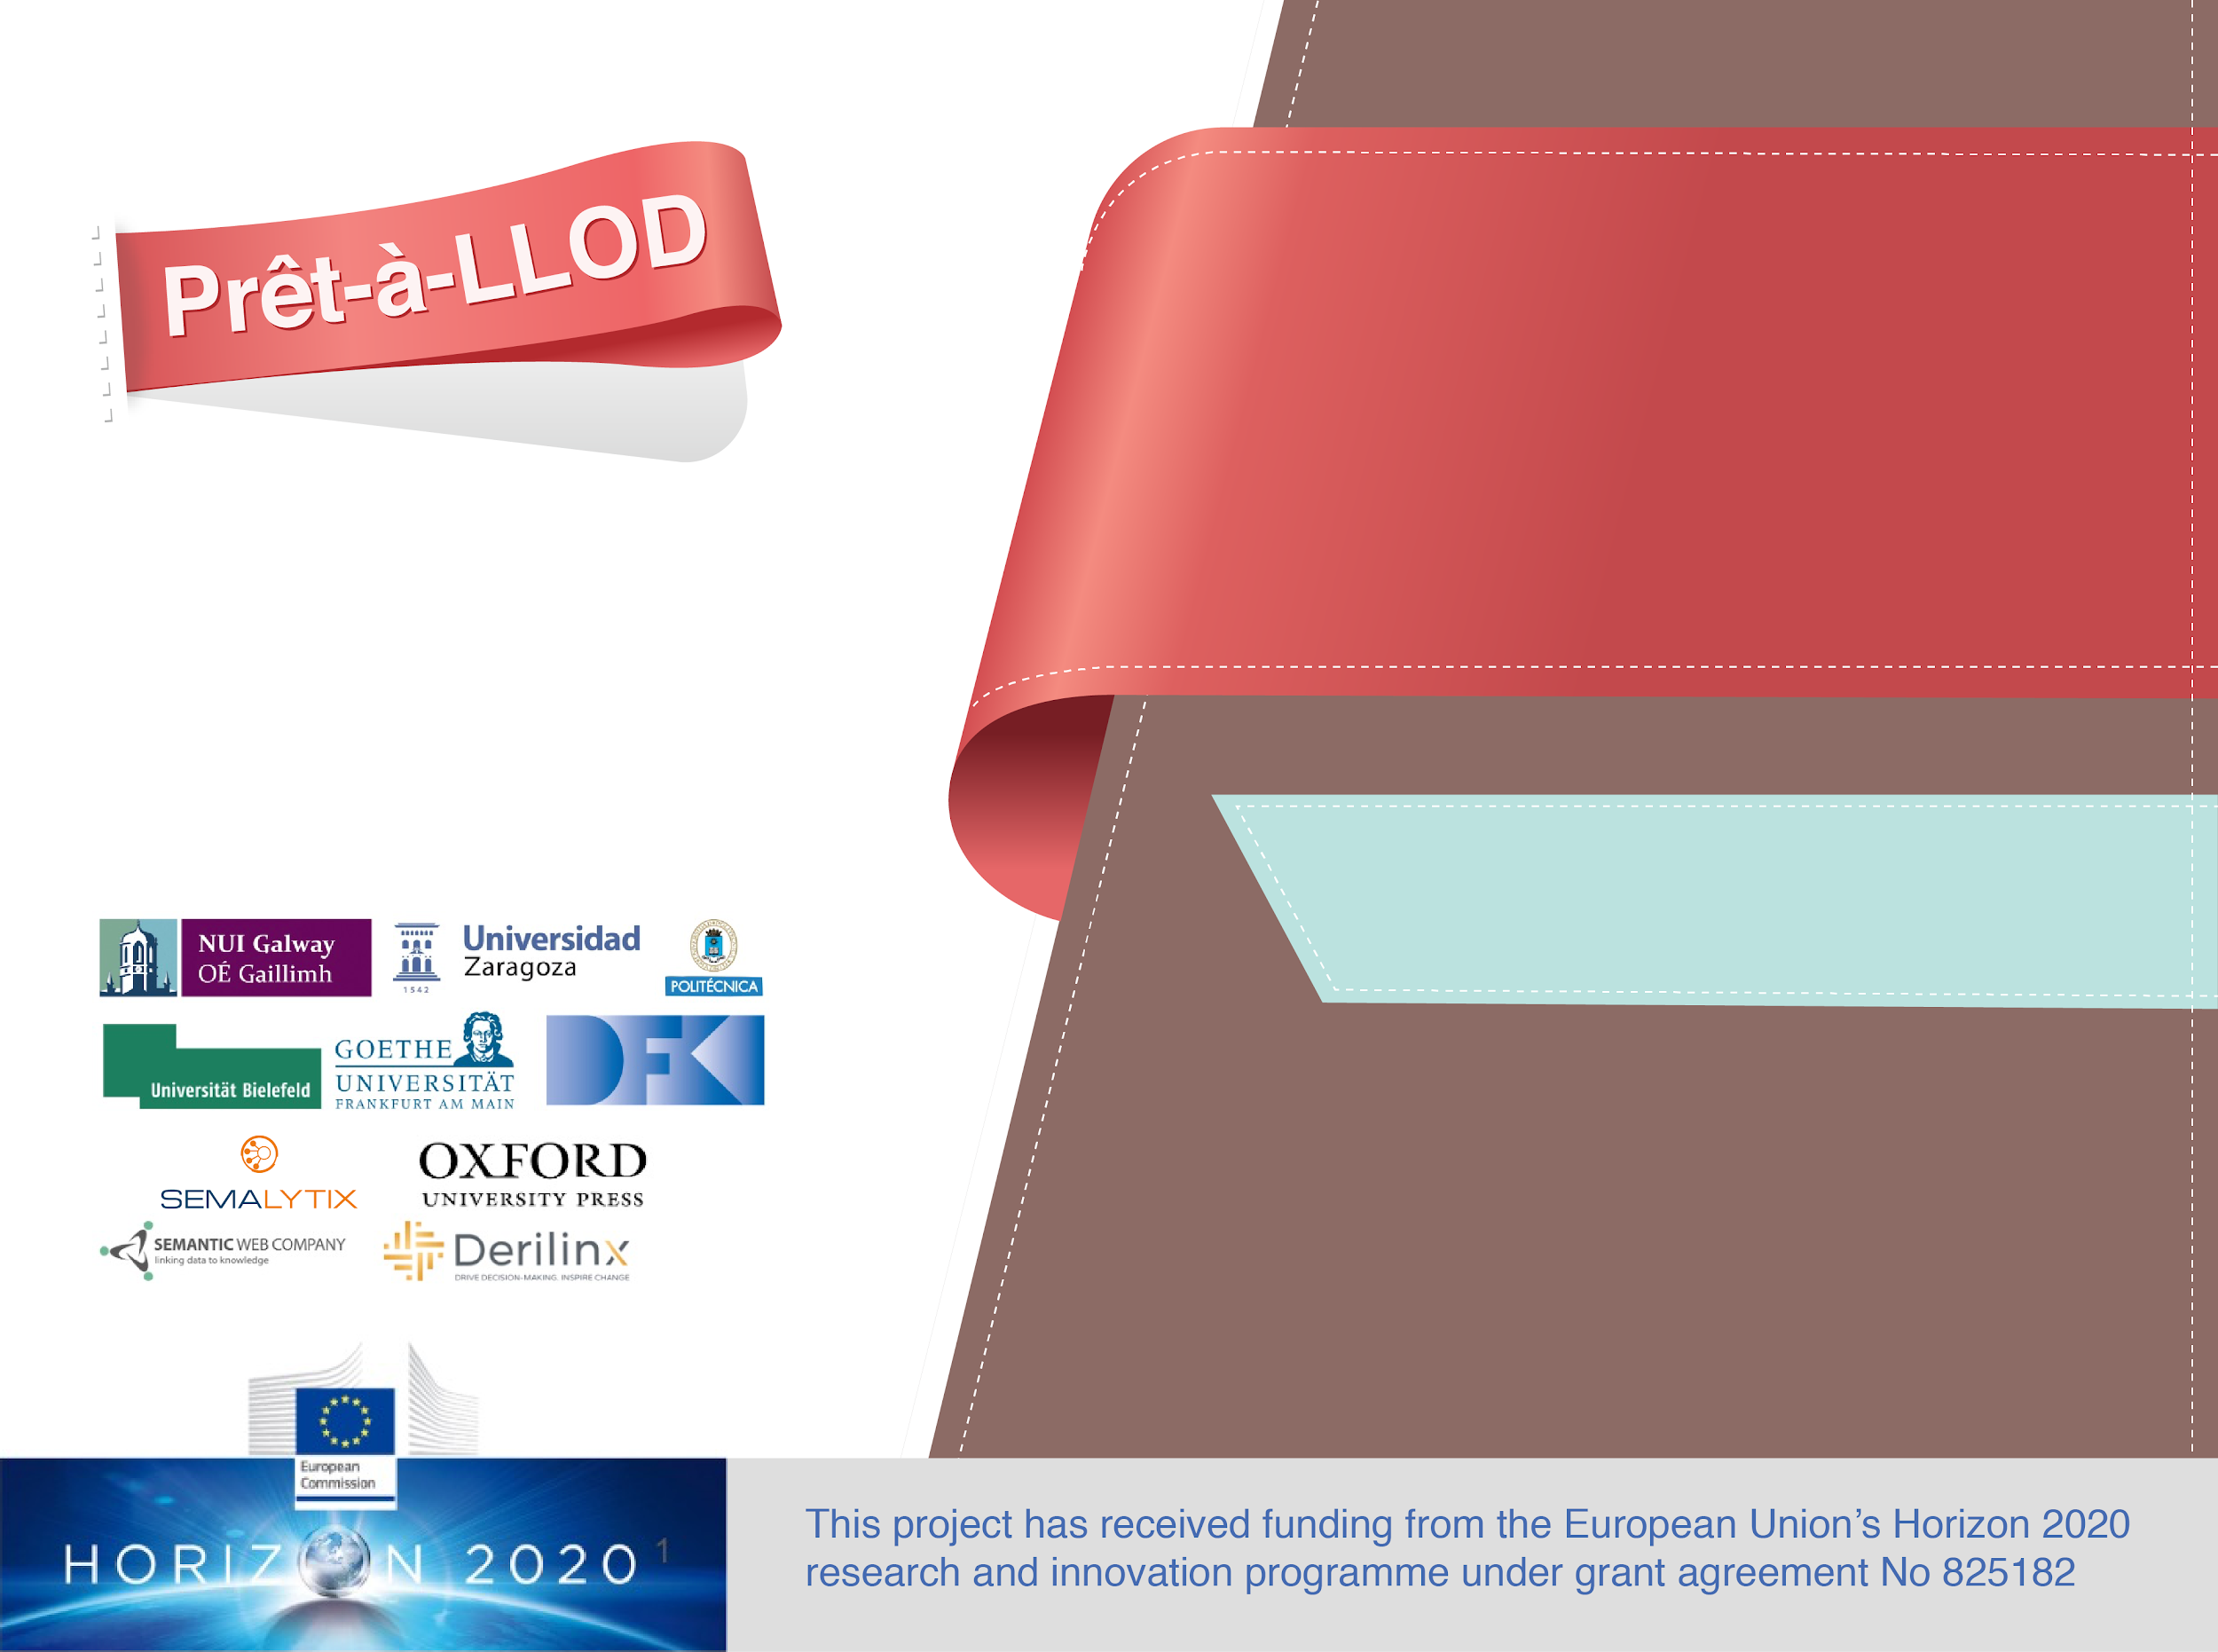 Prêt-à-LLOD
NUI Galway
OÉ Gaillimh
1542
Universidad
Zaragoza
POLITÉCNICA
Universität Bielefeld
GOETHE
UNIVERSITÄT
FRANKFURT AM MAIN
DFKI
SEMALYTIX
OXFORD
UNIVERSITY PRESS
SEMANTIC WEB COMPANY
linking data to knowledge
Derilinx
DRIVE DECISION-MAKING. INSPIRE CHANGE
European
Commission
HORIZON 2020
1
This project has received funding from the European Union’s Horizon 2020
research and innovation programme under grant agreement No 825182